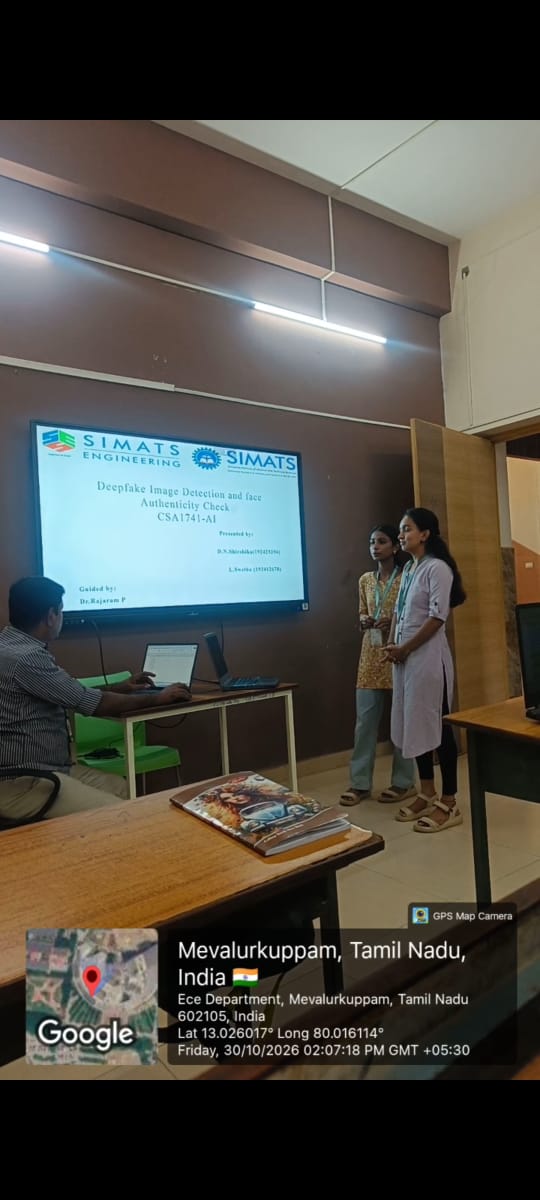 SIMATS
ENGINEERING
SIMATS
Deepfake Image Detection and face
Authenticity Check
CSA1741-AI
Presented by:
L.Swetha
Guided by:
Dr.Rajaram P
GPS Map Camera
Mevalurkuppam, Tamil Nadu,
India 🇮🇳
Ece Department, Mevalurkuppam, Tamil Nadu
602105, India
Lat 13.026017° Long 80.016114°
Friday, 30/10/2026 02:07:18 PM GMT +05:30
Google